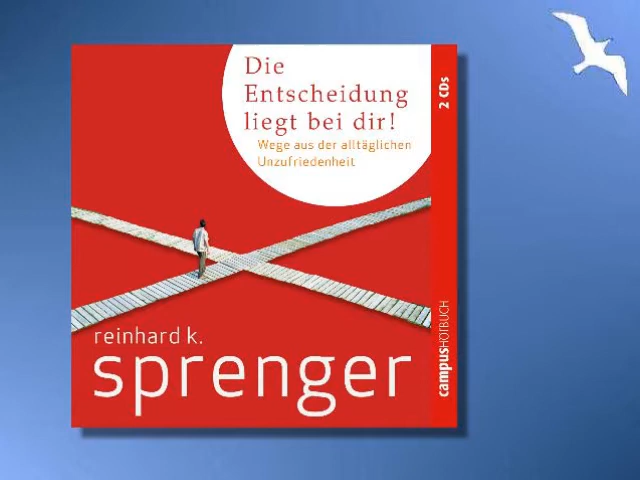 Die
Entscheidung
liegt bei dir!
Wege aus der alltäglichen
Unzufriedenheit
2 CDs
reinhard k.
sprenger
campusHÖRBUCH